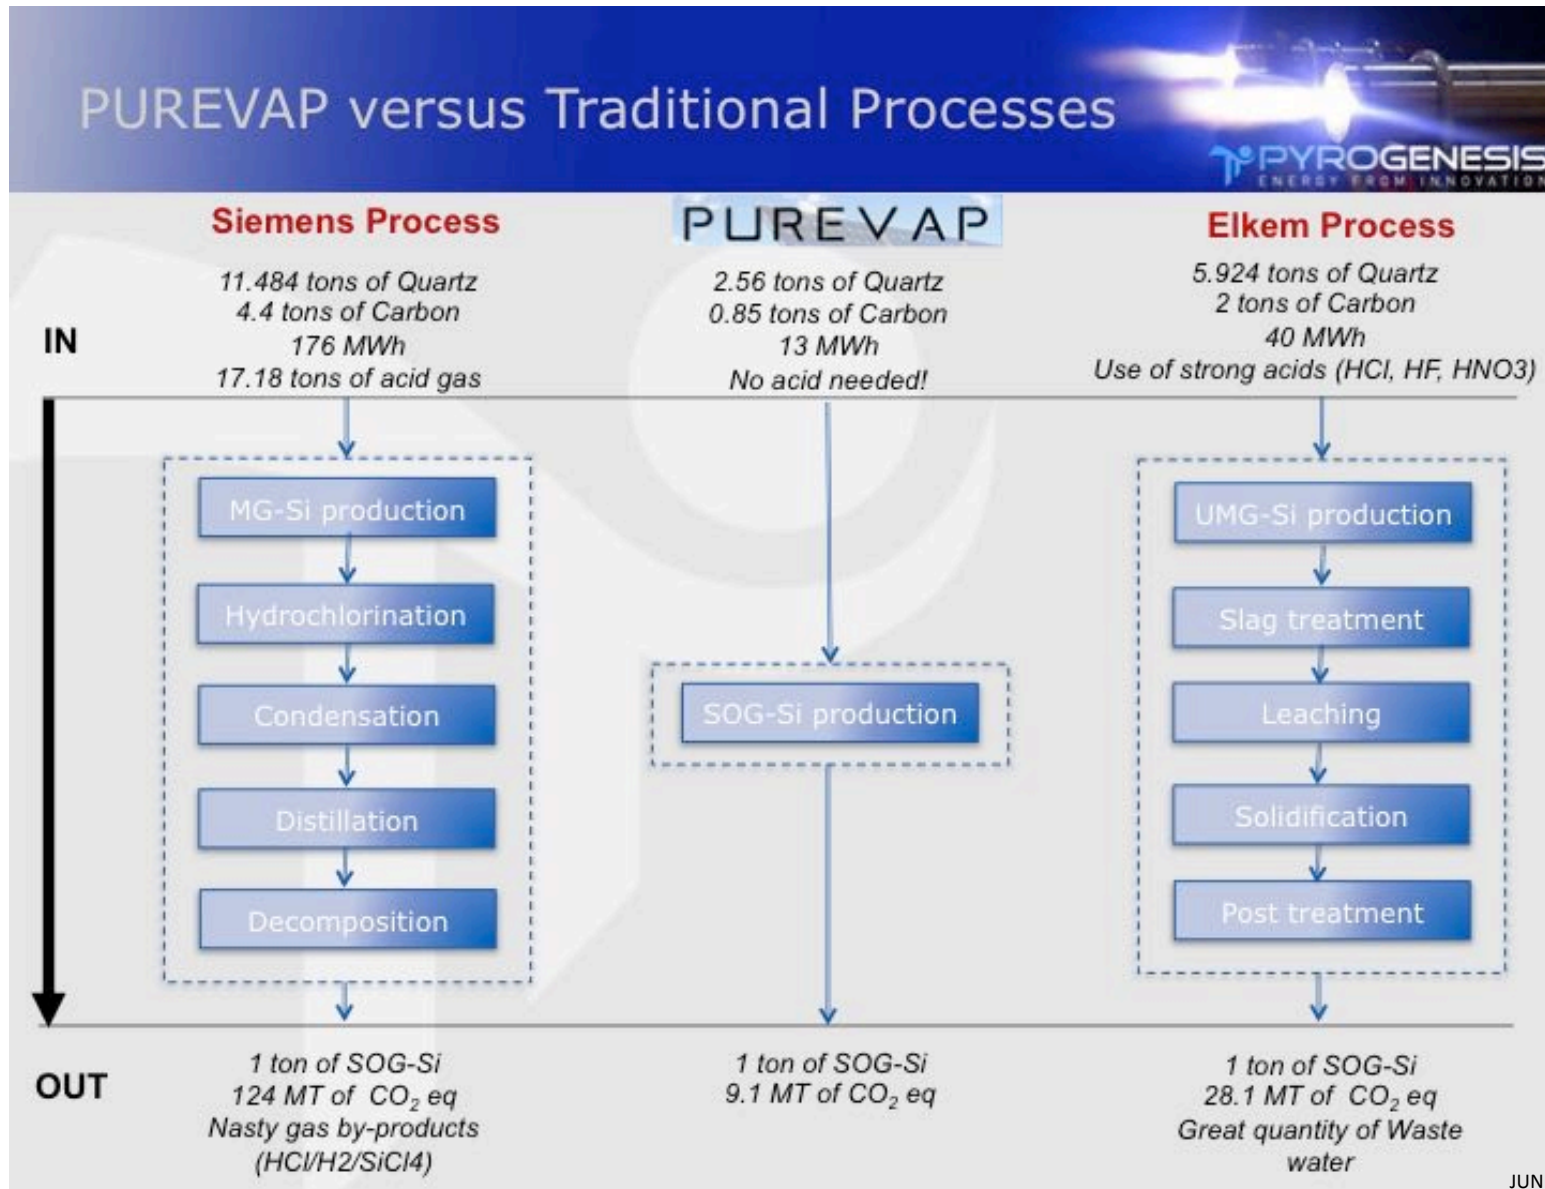 PUREVAP versus Traditional Processes
PYROGENESIS
ENERGY FROM INNOVATION
Siemens Process
11.484 tons of Quartz
4.4 tons of Carbon
176 MWh
17.18 tons of acid gas
PUREVAP
2.56 tons of Quartz
0.85 tons of Carbon
13 MWh
No acid needed!
Elkem Process
5.924 tons of Quartz
2 tons of Carbon
40 MWh
Use of strong acids (HCl, HF, HNO3)
IN
MG-Si production
Hydrochlorination
Condensation
Distillation
Decomposition
SOG-Si production
UMG-Si production
Slag treatment
Leaching
Solidification
Post treatment
OUT
1 ton of SOG-Si
124 MT of CO₂ eq
Nasty gas by-products
(HCl/H2/SiCl4)
1 ton of SOG-Si
9.1 MT of CO₂ eq
1 ton of SOG-Si
28.1 MT of CO₂ eq
Great quantity of Waste
water
JUN